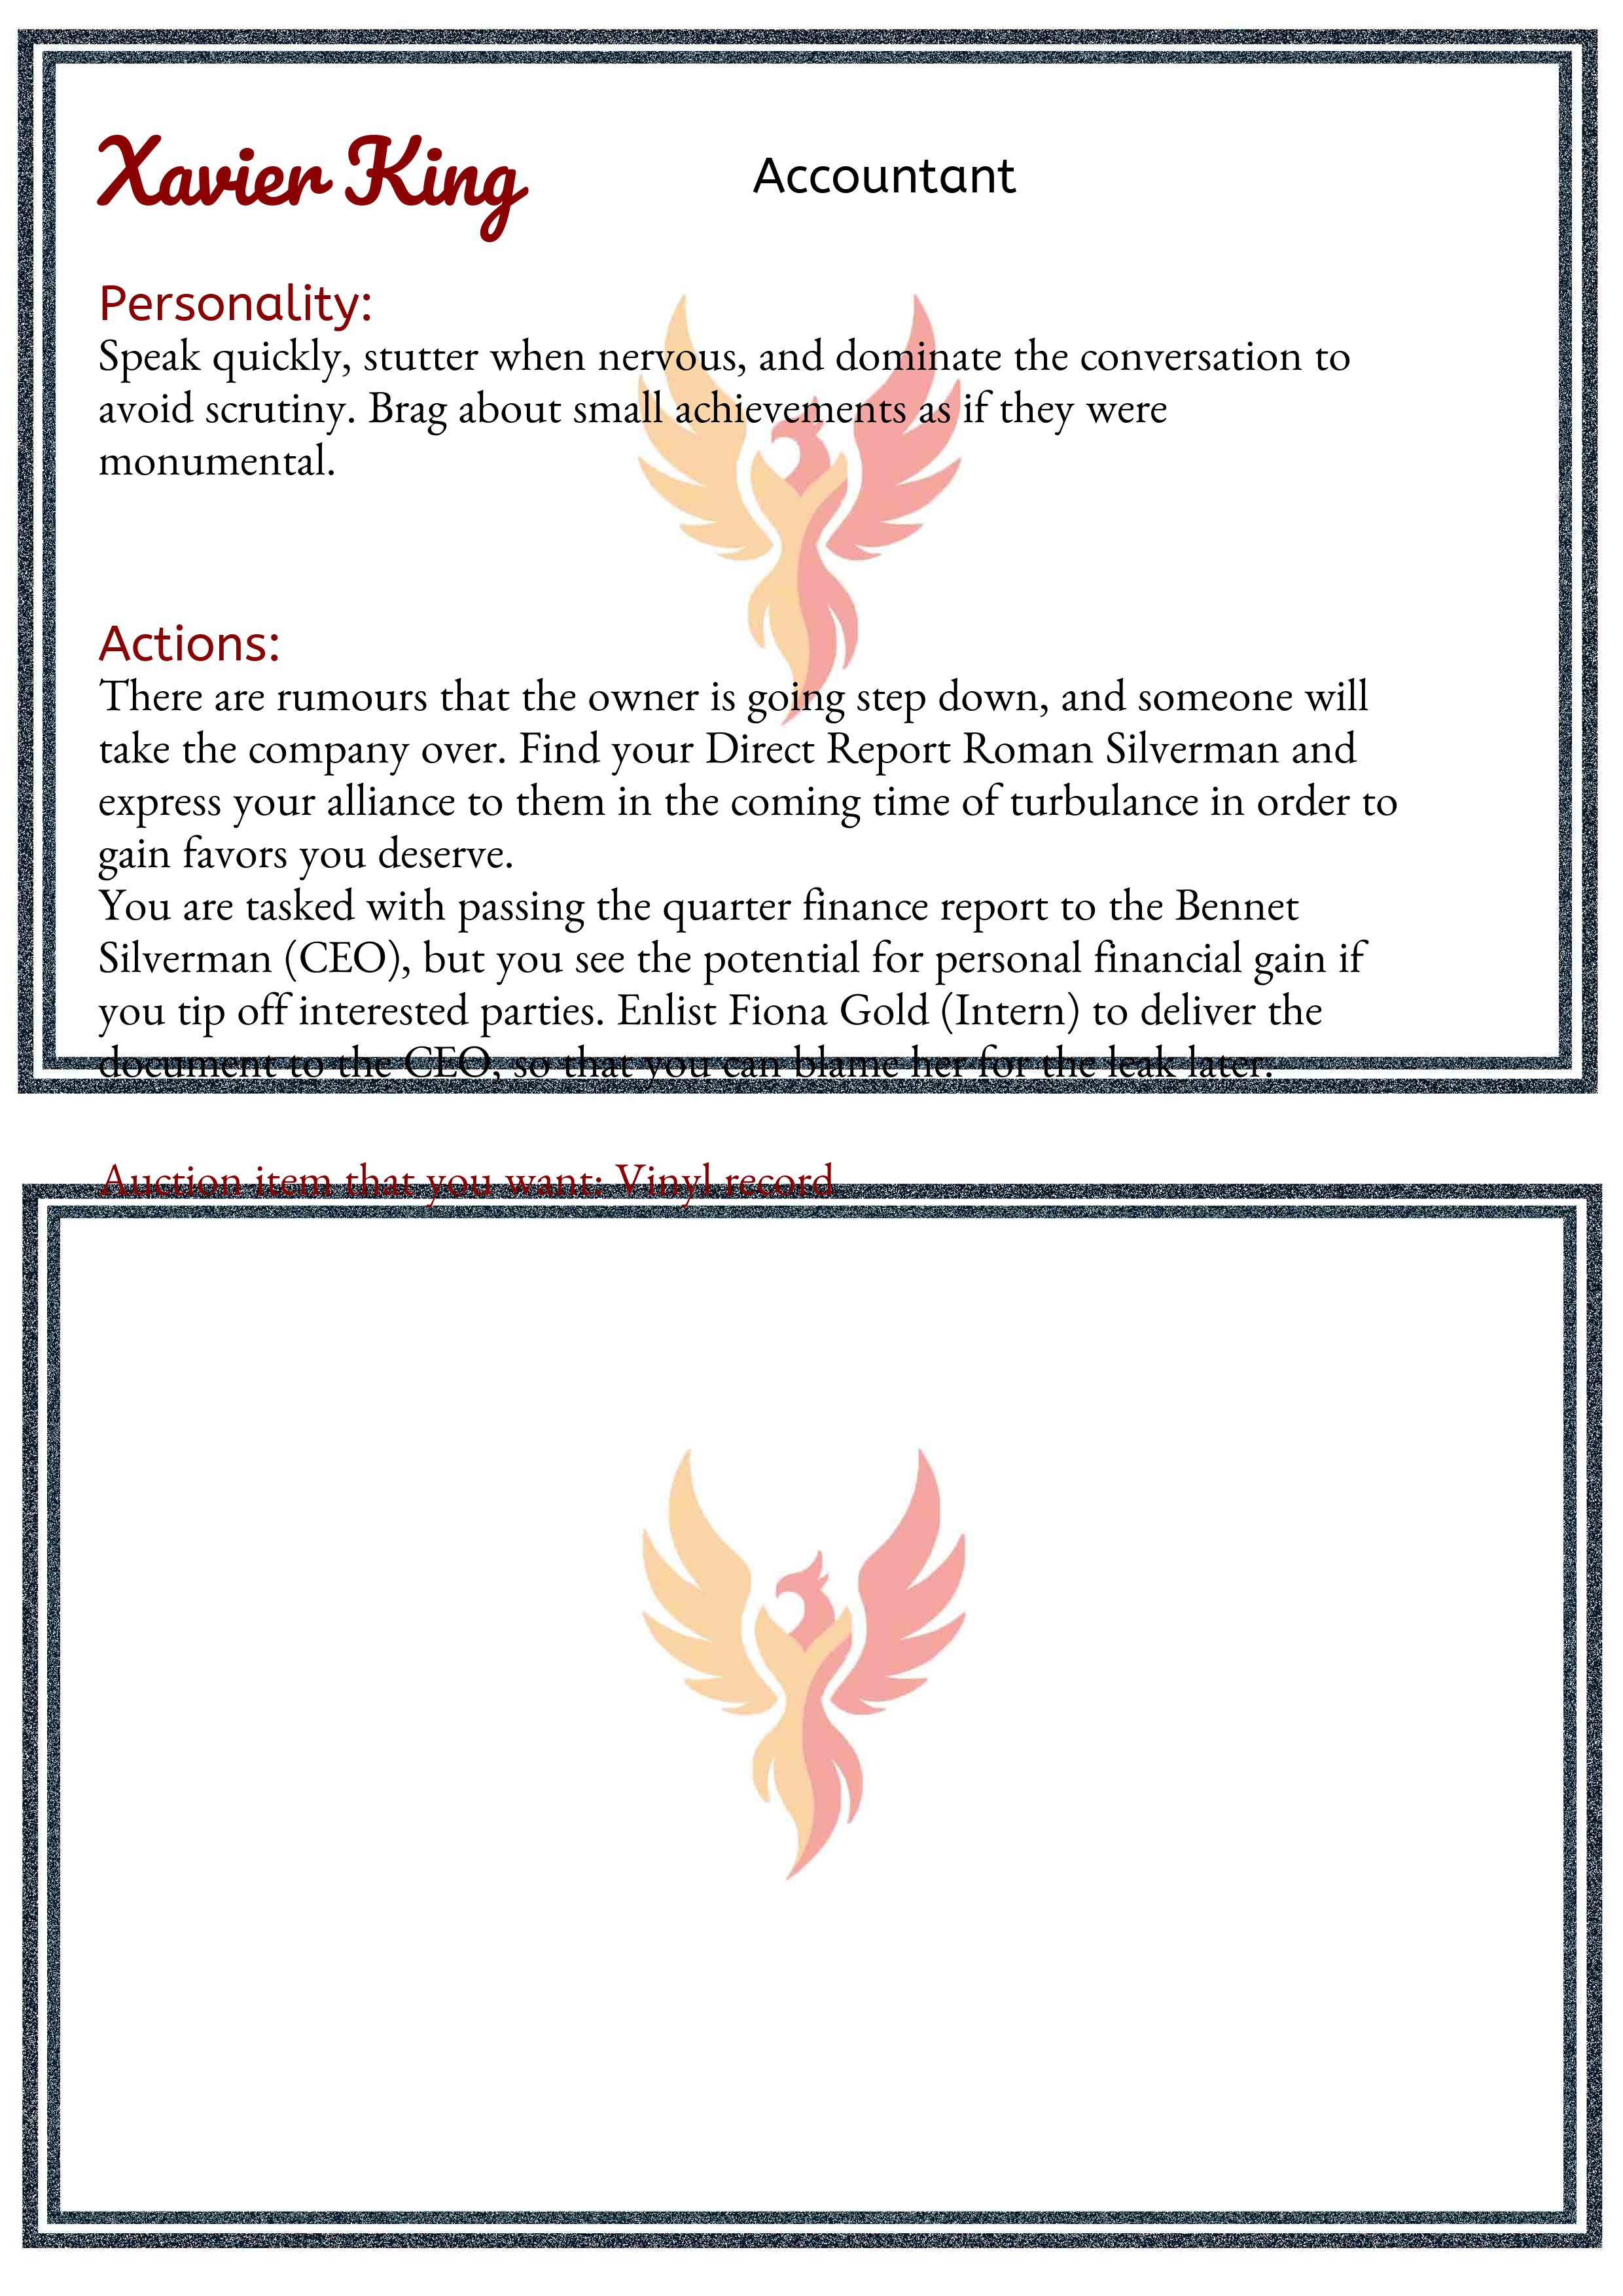 Xavier King
Accountant
Personality:
Speak quickly, stutter when nervous, and dominate the conversation to
avoid scrutiny. Brag about small achievements as if they were
monumental.
Actions:
There are rumours that the owner is going step down, and someone will
take the company over. Find your Direct Report Roman Silverman and
express your alliance to them in the coming time of turbulance in order to
gain favors you deserve.
You are tasked with passing the quarter finance report to the Bennet
Silverman (CEO), but you see the potential for personal financial gain if
you tip off interested parties. Enlist Fiona Gold (Intern) to deliver the
document to the CEO, so that you can blame her for the leak later.
Auction item that you want: Vinyl record